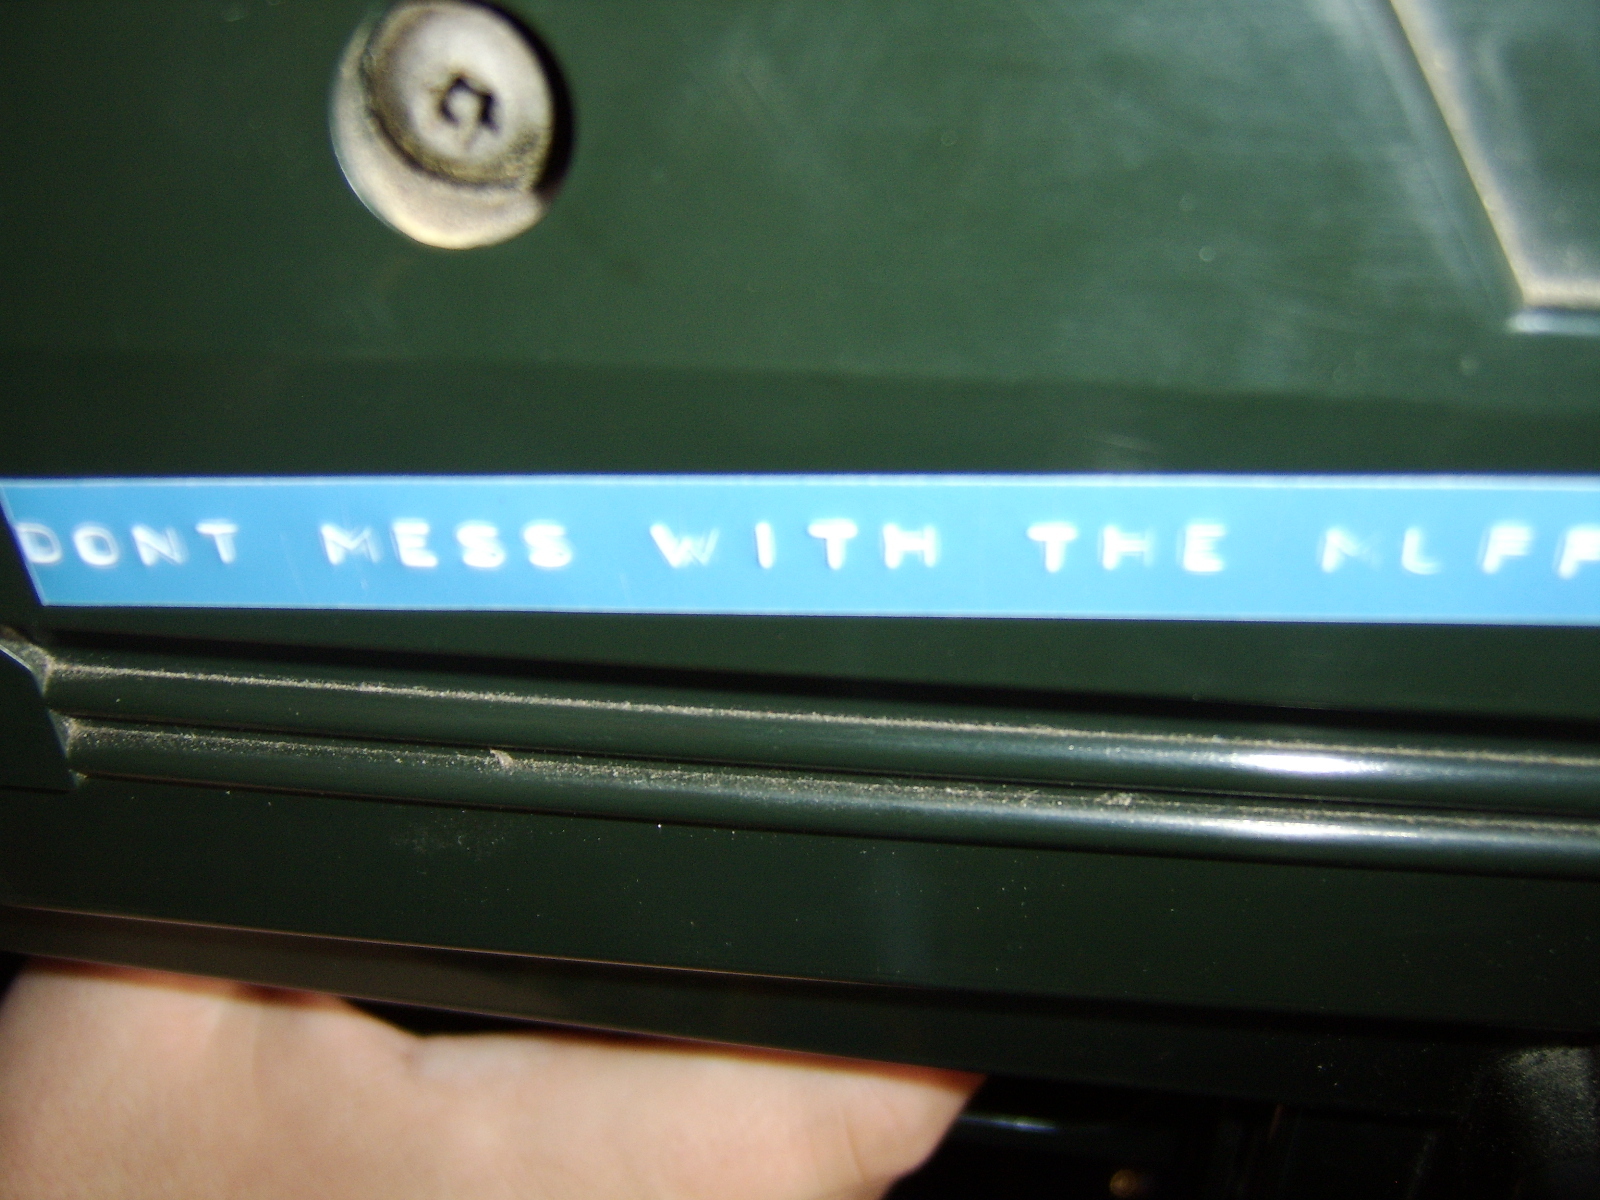 DONT MESS WITH THE